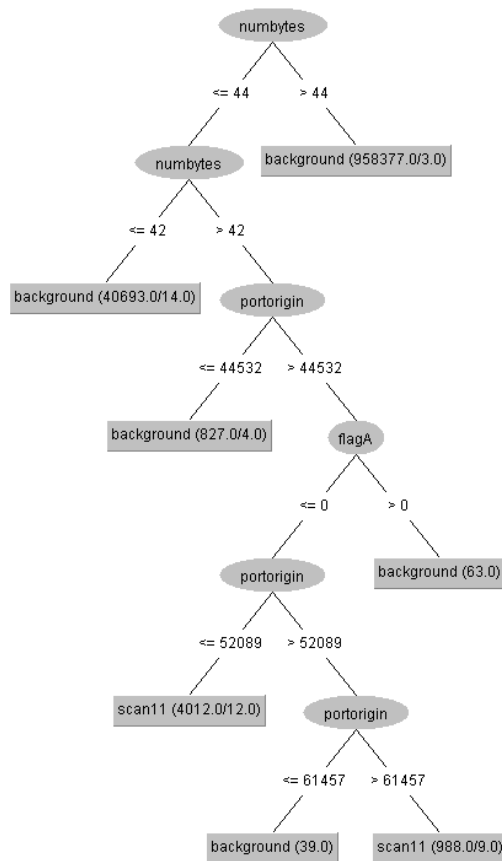 numbytes
<= 44 > 44
numbytes background (958377.0/3.0)
<= 42 > 42
background (40693.0/14.0) portorigin
<= 44532 > 44532
background (827.0/4.0) flagA
<= 0 > 0
portorigin background (63.0)
<= 52089 > 52089
scan11 (4012.0/12.0) portorigin
<= 61457 > 61457
background (39.0) scan11 (988.0/9.0)